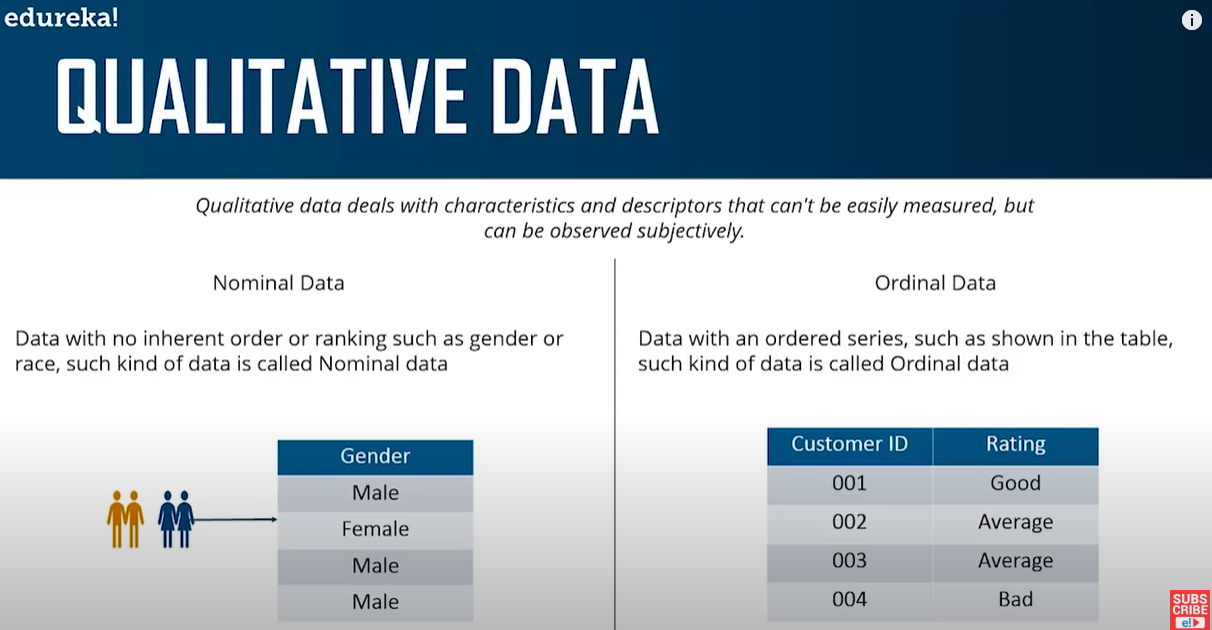 edureka!
i
QUALITATIVE DATA
Qualitative data deals with characteristics and descriptors that can't be easily measured, but
can be observed subjectively.
Nominal Data
Data with no inherent order or ranking such as gender or
race, such kind of data is called Nominal data
Gender
Male
Female
Male
Male
Ordinal Data
Data with an ordered series, such as shown in the table,
such kind of data is called Ordinal data
Customer ID Rating
001 Good
002 Average
003 Average
004 Bad
SUBS
CRIBE
e!